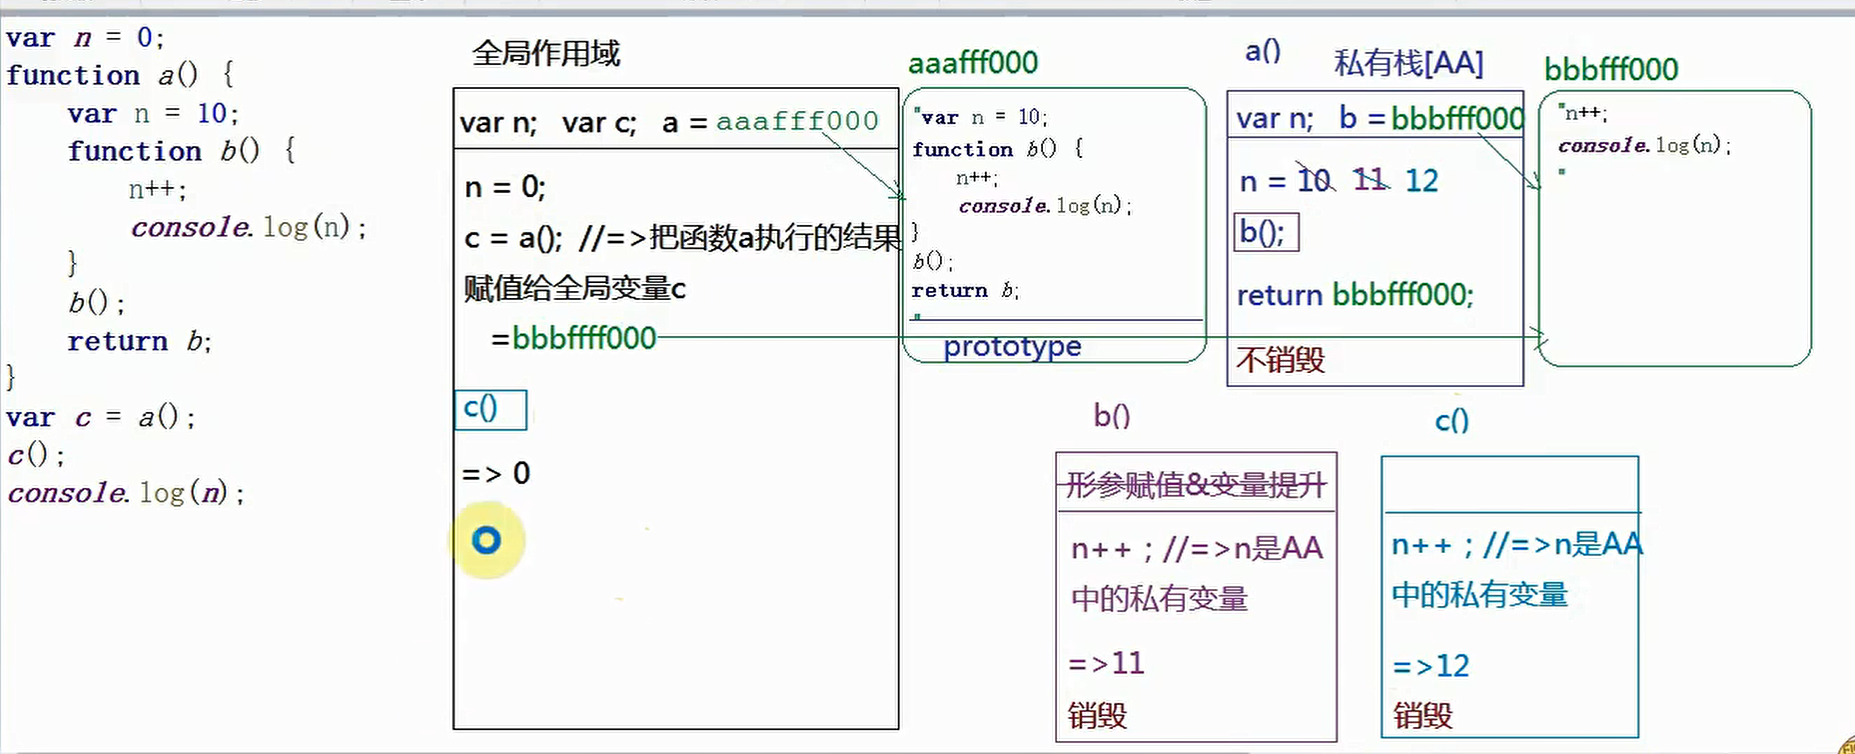 var n = 0;
function a() {
    var n = 10;
    function b() {
        n++;
        console.log(n);
    }
    b();
    return b;
}
var c = a();
c();
console.log(n);
全局作用域
var n;   var c;   a = aaafff000
n = 0;
c = a();  //=>把函数a执行的结果
赋值给全局变量c
=bbbffff000
c()
=> 0
aaafff000
"var n = 10;
function b() {
    n++;
    console.log(n);
}
b();
return b;
"
prototype
a()
私有栈[AA]
var n;   b = bbbfff000
n = 10  11  12
b();
return bbbfff000;
不销毁
bbbfff000
"n++;
console.log(n);
"
b()
形参赋值&变量提升
n++ ; //=>n是AA
中的私有变量
=>11
销毁
c()
n++ ; //=>n是AA
中的私有变量
=>12
销毁